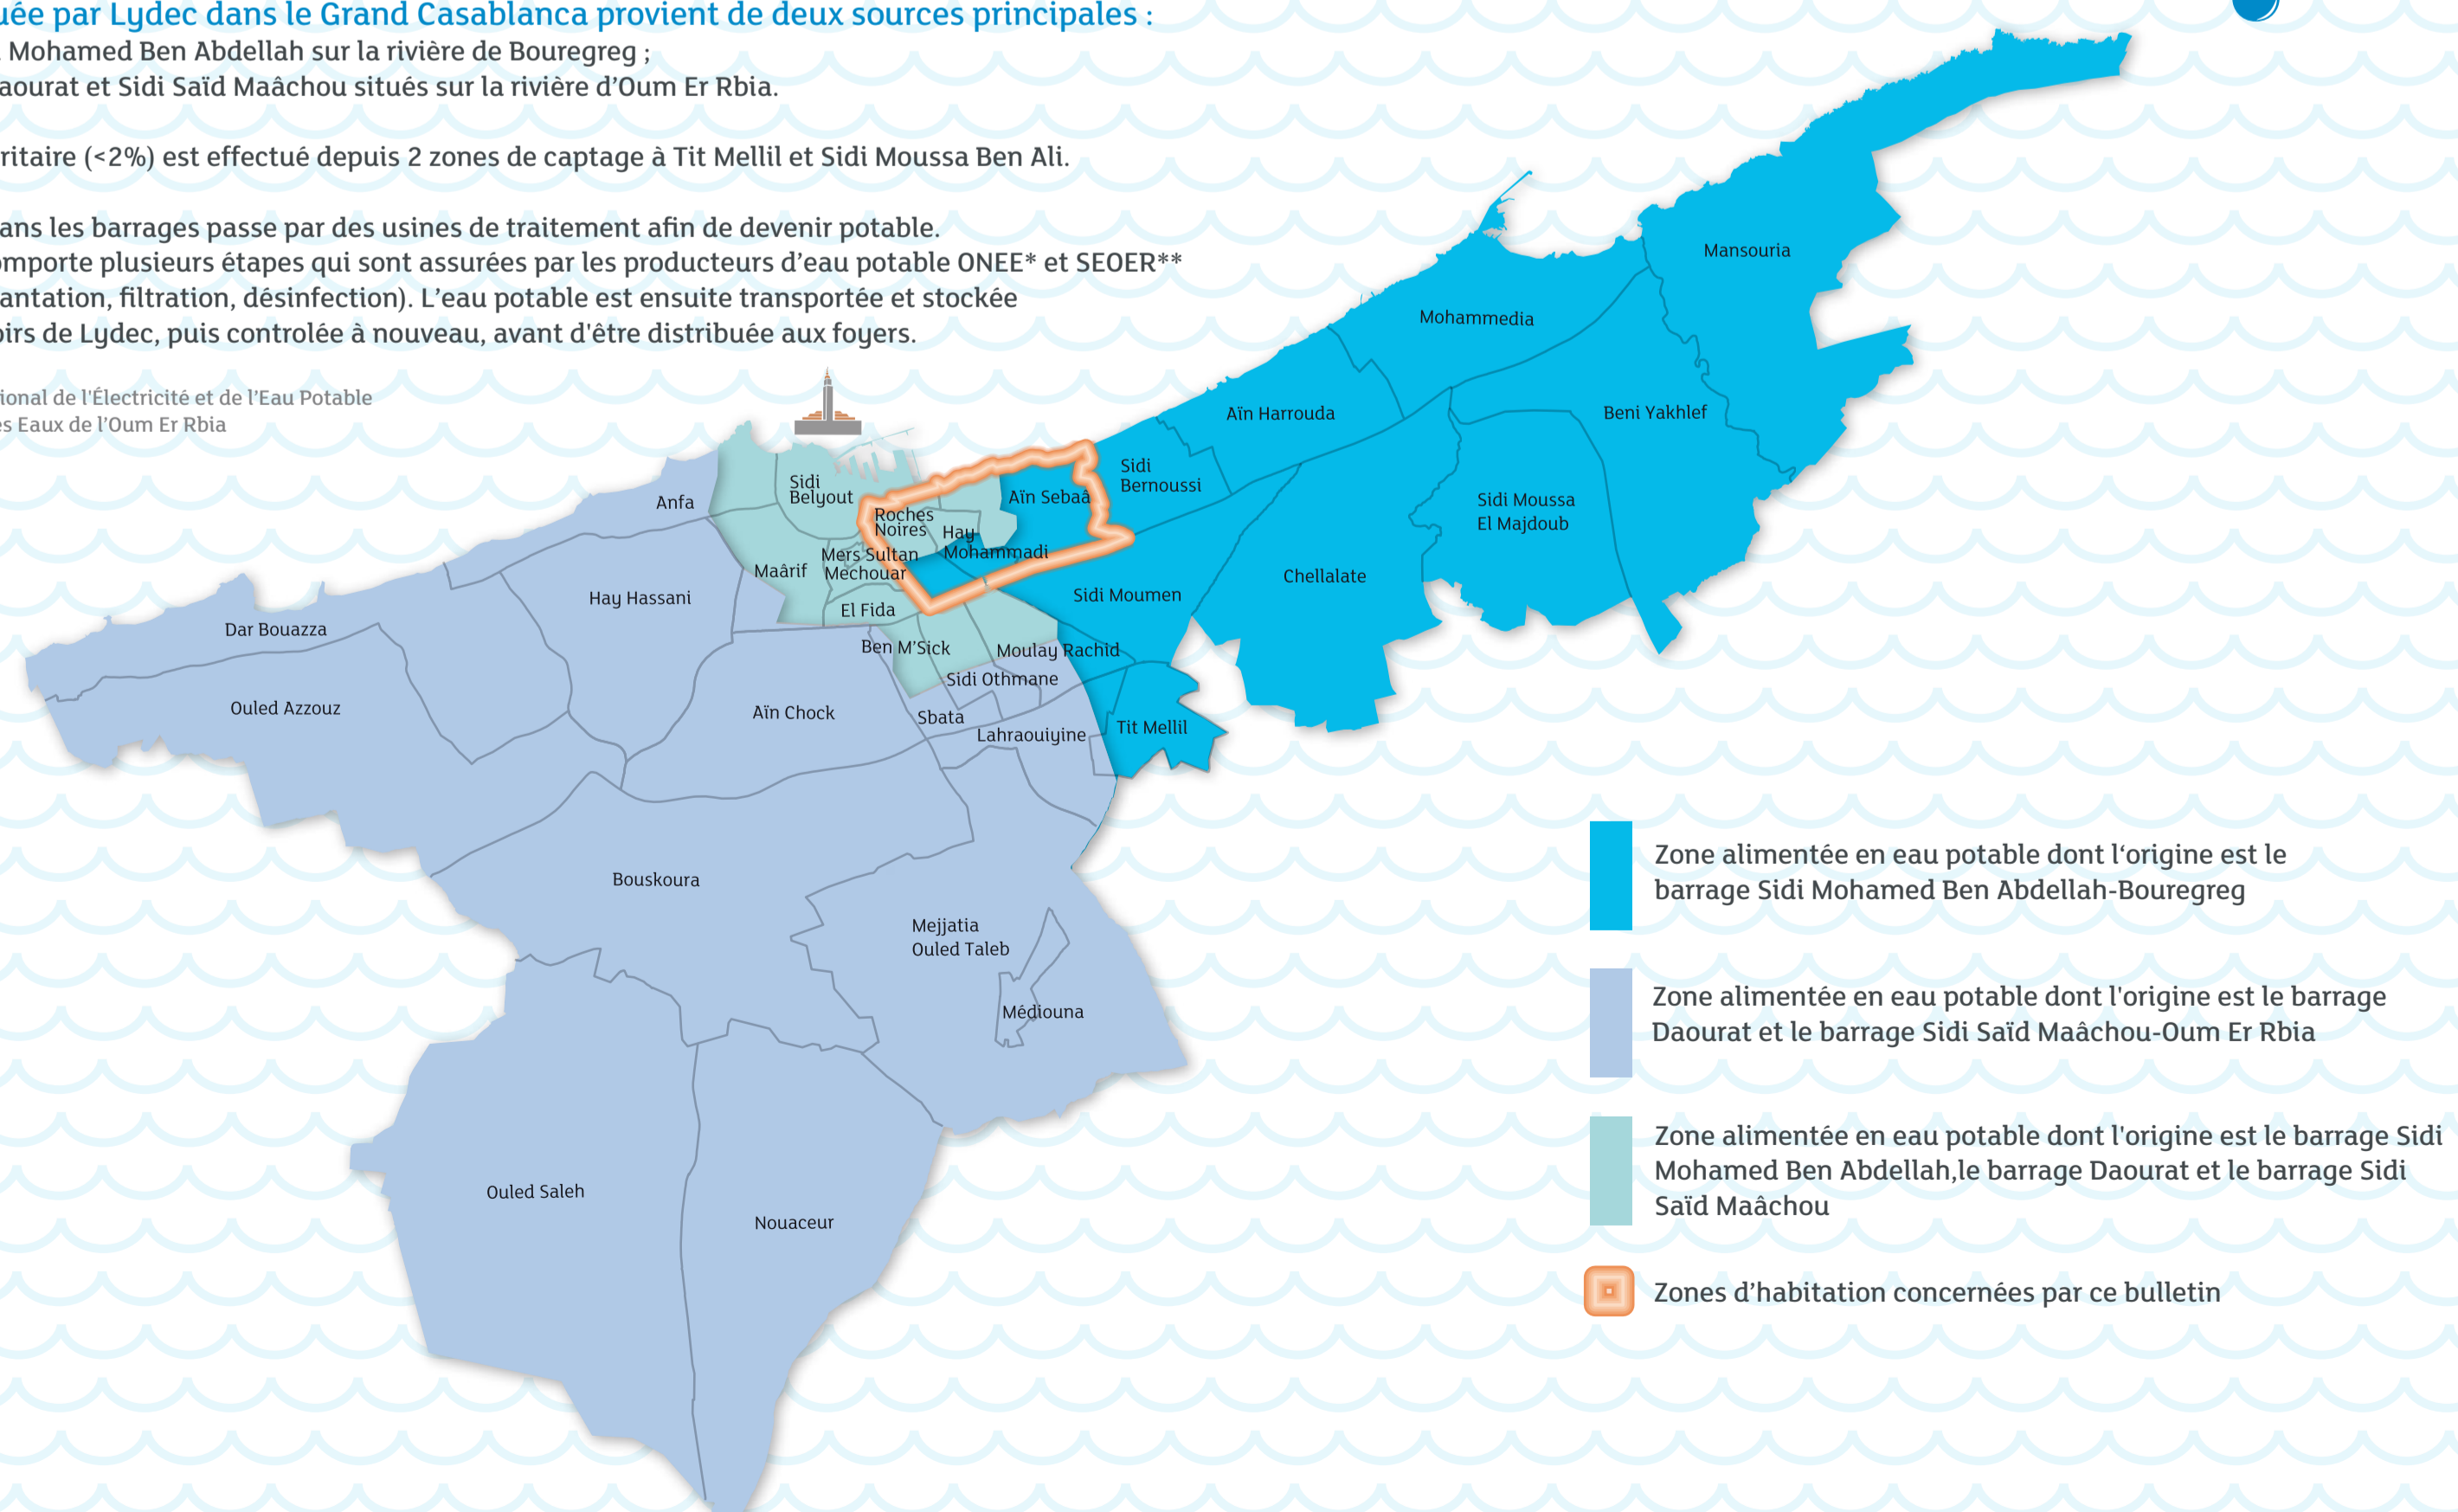 uée par Lydec dans le Grand Casablanca provient de deux sources principales :
Mohamed Ben Abdellah sur la rivière de Bouregreg ;
aourat et Sidi Saïd Maâchou situés sur la rivière d'Oum Er Rbia.
ritaire (<2%) est effectué depuis 2 zones de captage à Tit Mellil et Sidi Moussa Ben Ali.
ans les barrages passe par des usines de traitement afin de devenir potable.
omporte plusieurs étapes qui sont assurées par les producteurs d'eau potable ONEE* et SEOER**
antation, filtration, désinfection). L'eau potable est ensuite transportée et stockée
oirs de Lydec, puis controlée à nouveau, avant d'être distribuée aux foyers.
ional de l'Électricité et de l'Eau Potable
es Eaux de l'Oum Er Rbia
Mansouria
Mohammedia
Aïn Harrouda
Beni Yakhlef
Sidi
Bernoussi
Sidi Moussa
El Majdoub
Anfa
Sidi
Belyout
Aïn Sebaâ
Roches
Noires
Hay
Mohammadi
Mers Sultan
Mechouar
Maârif
Chellalate
Hay Hassani
Sidi Moumen
El Fida
Dar Bouazza
Ben M'Sick
Moulay Rachid
Sidi Othmane
Ouled Azzouz
Aïn Chock
Sbata
Lahraouiyine
Tit Mellil
Bouskoura
Mejjatia
Ouled Taleb
Médiouna
Ouled Saleh
Nouaceur
Zone alimentée en eau potable dont l‘origine est le
barrage Sidi Mohamed Ben Abdellah-Bouregreg
Zone alimentée en eau potable dont l'origine est le barrage
Daourat et le barrage Sidi Saïd Maâchou-Oum Er Rbia
Zone alimentée en eau potable dont l'origine est le barrage Sidi
Mohamed Ben Abdellah,le barrage Daourat et le barrage Sidi
Saïd Maâchou
Zones d'habitation concernées par ce bulletin